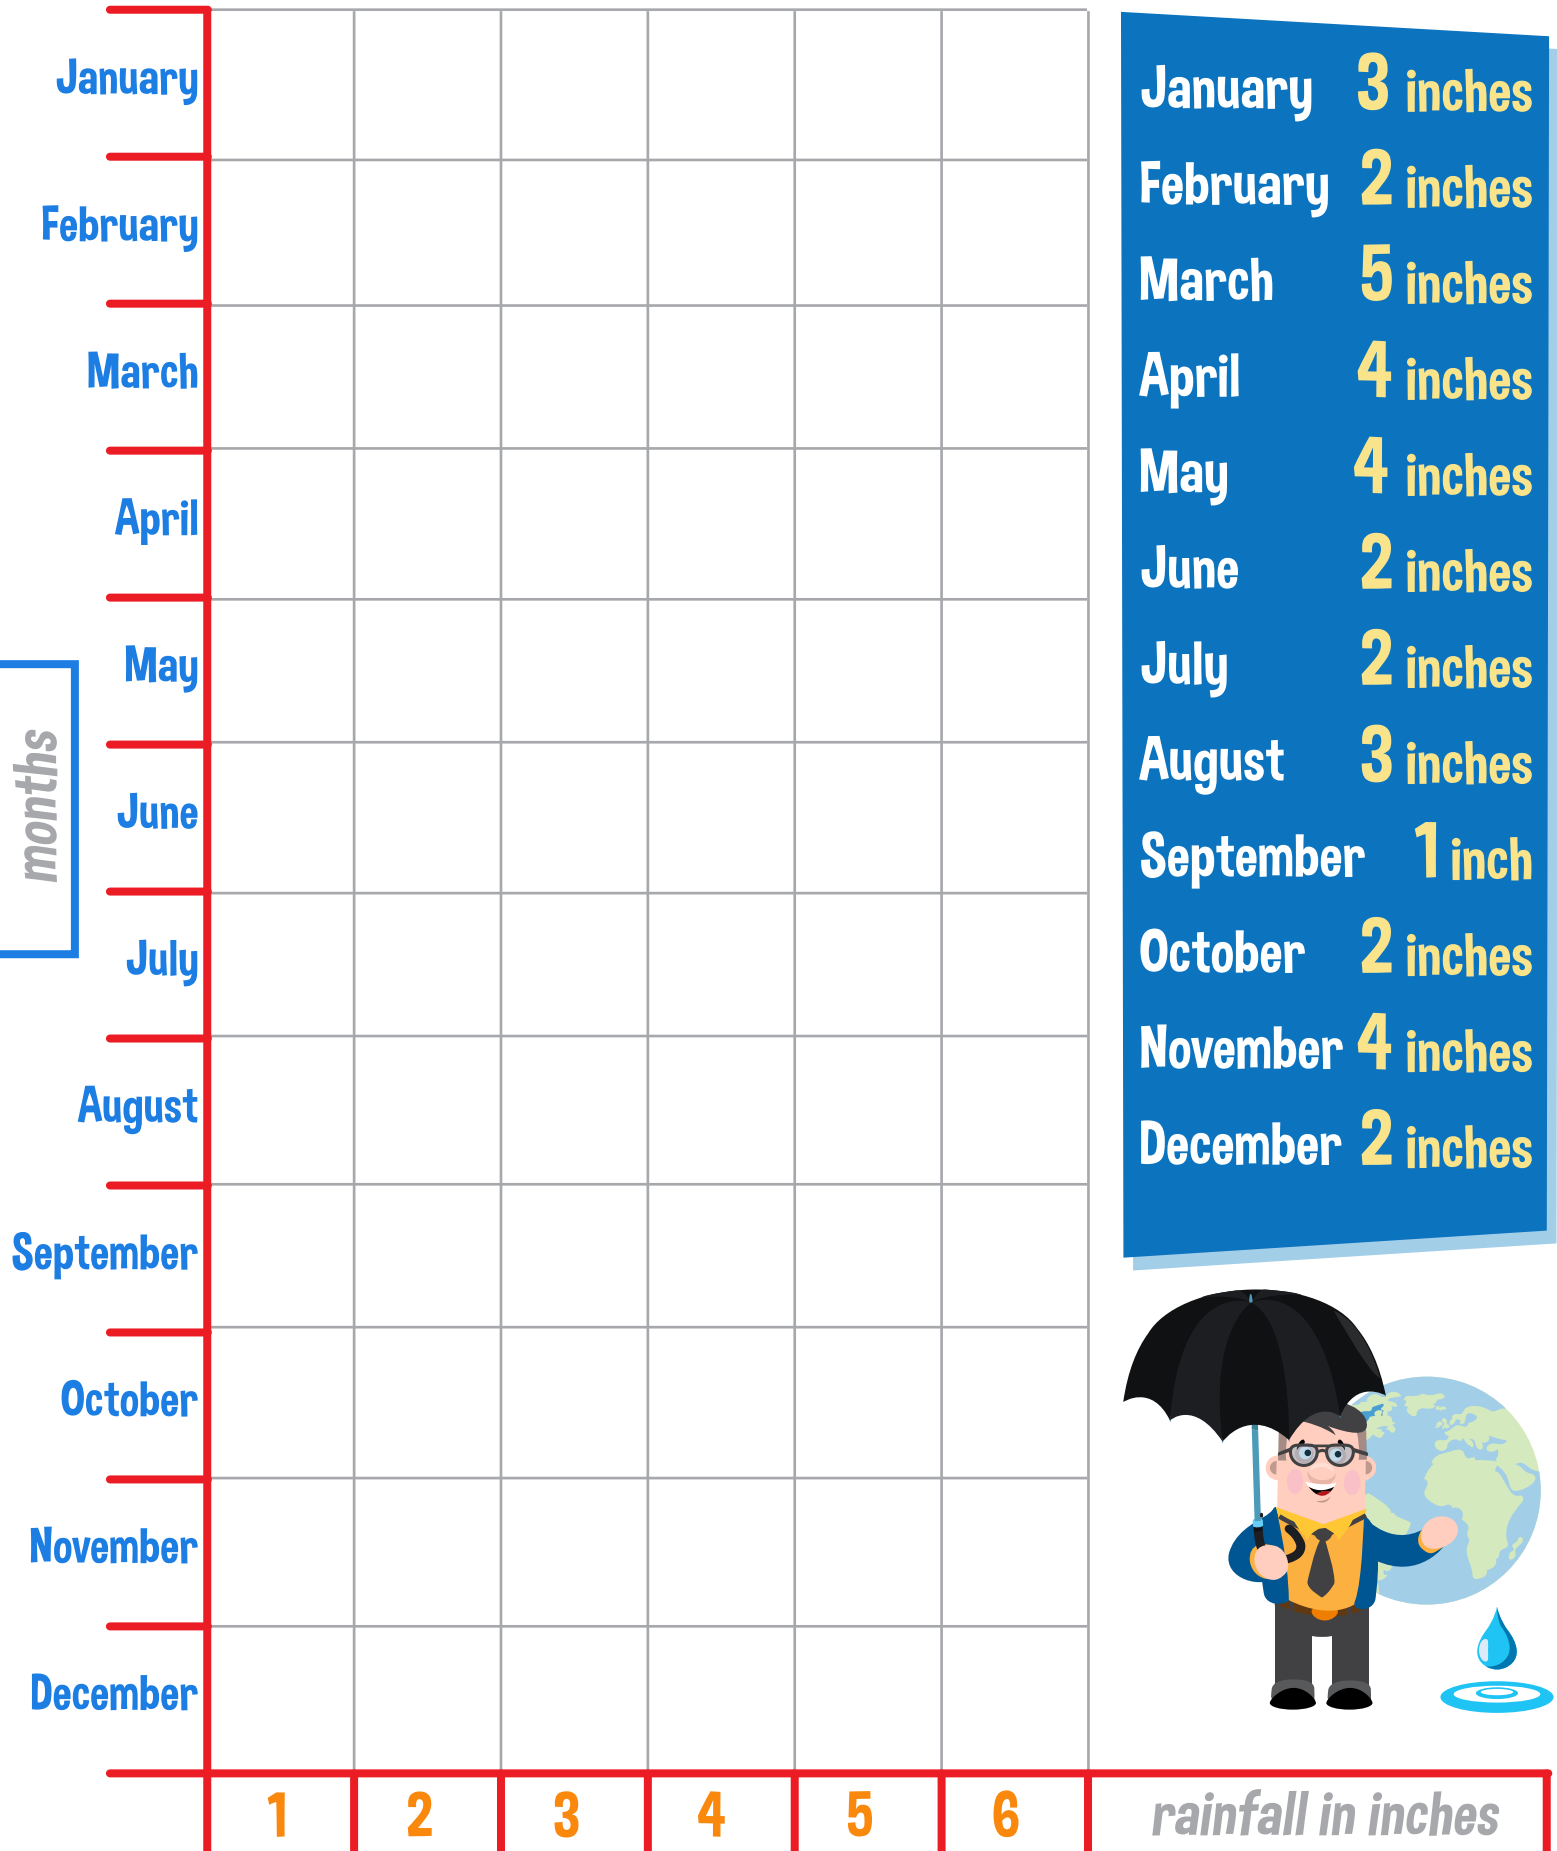 January
February
March
April
May
June
July
August
September
October
November
December
months
1 2 3 4 5 6 rainfall in inches
January 3 inches
February 2 inches
March 5 inches
April 4 inches
May 4 inches
June 2 inches
July 2 inches
August 3 inches
September 1 inch
October 2 inches
November 4 inches
December 2 inches